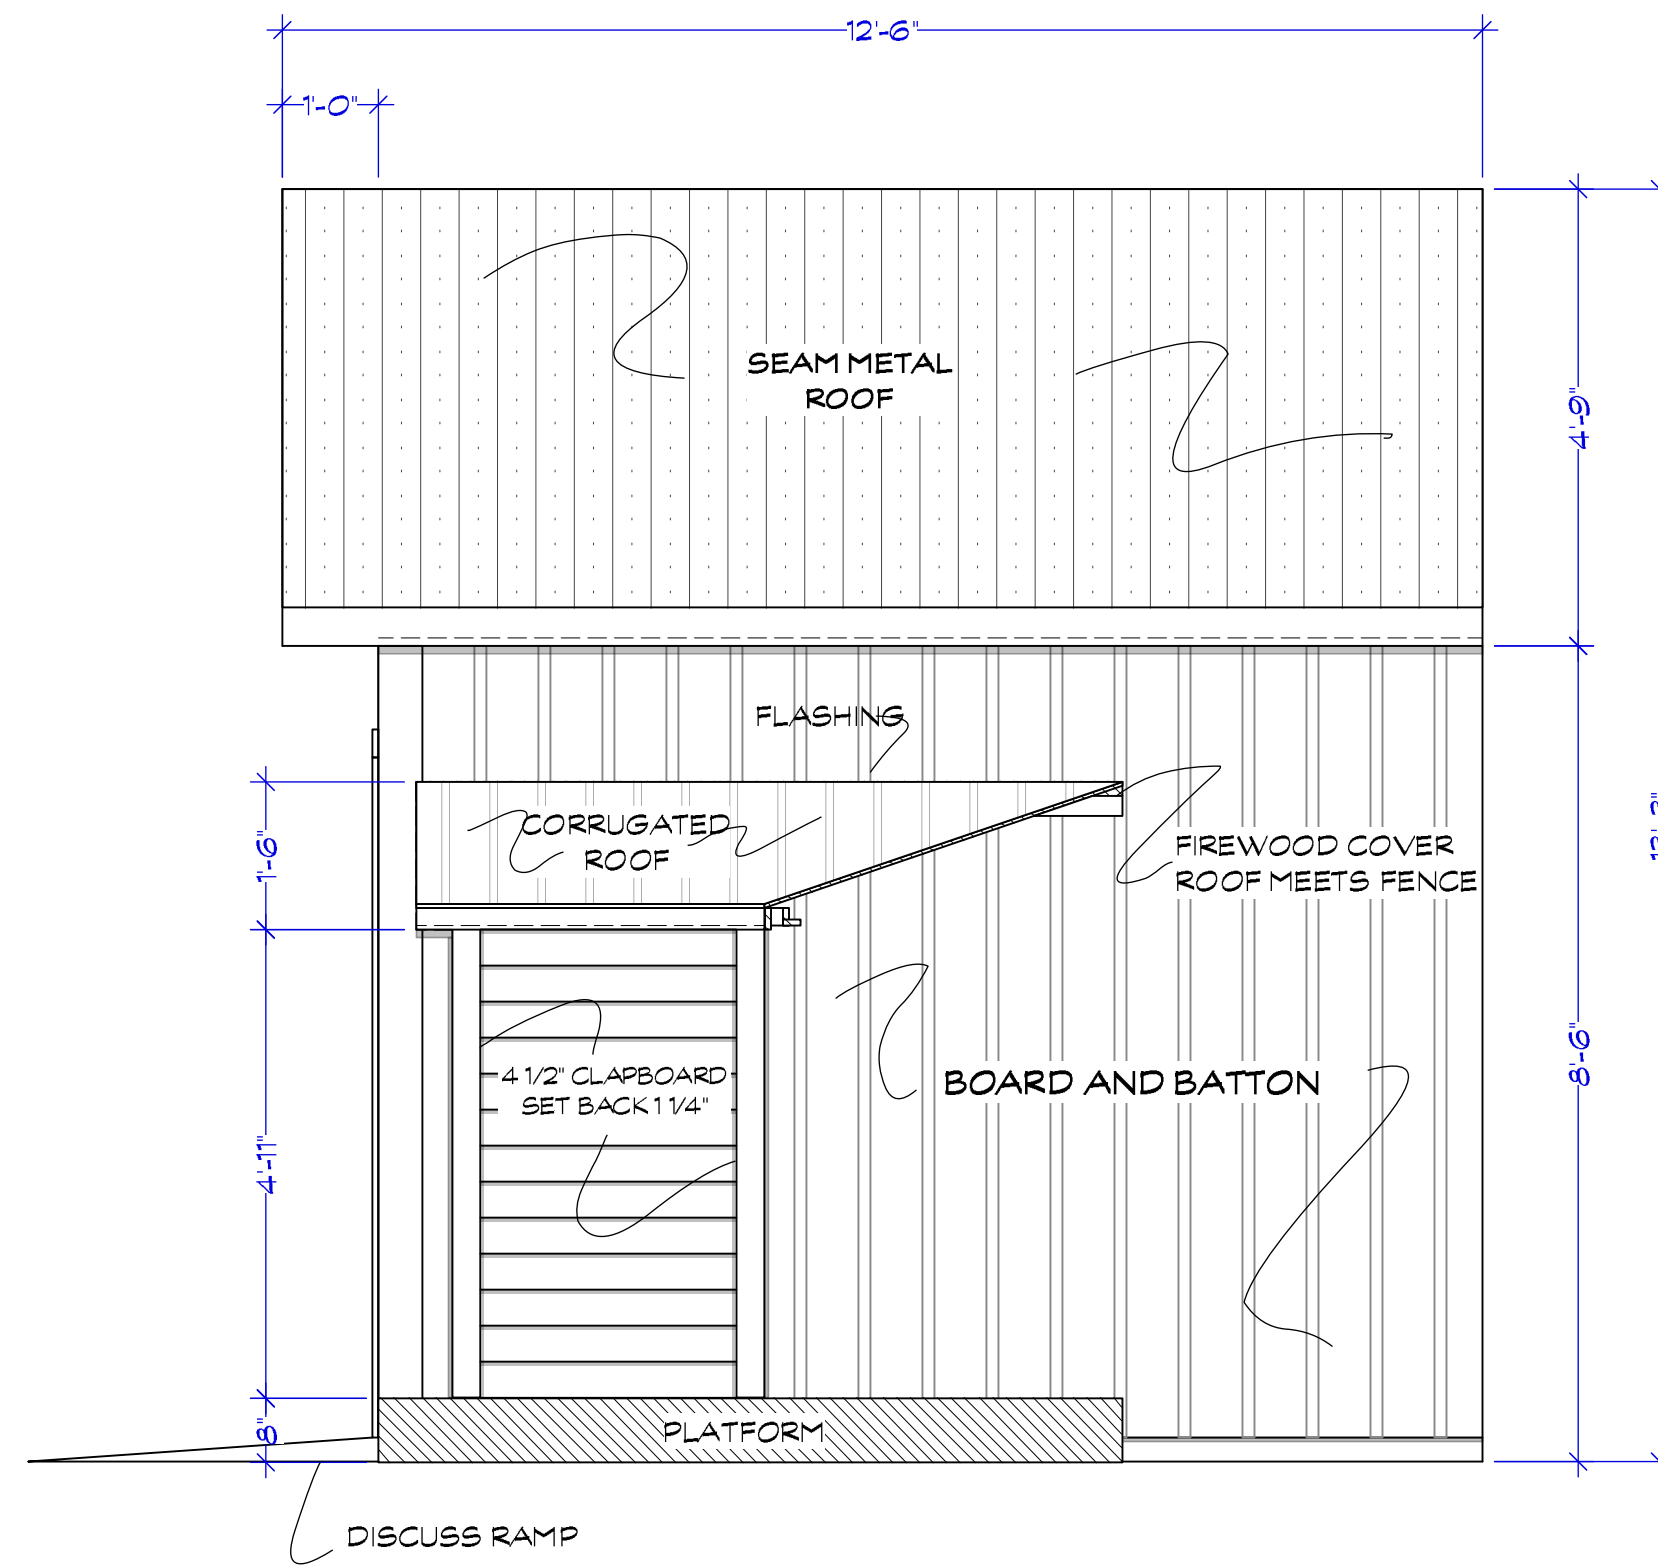 12'-6"
1'-0"
SEAM METAL
ROOF
4'-9"
FLASHING
CORRUGATED
ROOF
1'-6"
FIREWOOD COVER
ROOF MEETS FENCE
4 1/2" CLAPBOARD
SET BACK 1 1/4"
BOARD AND BATTON
8'-6"
4'-11"
8"
PLATFORM
DISCUSS RAMP